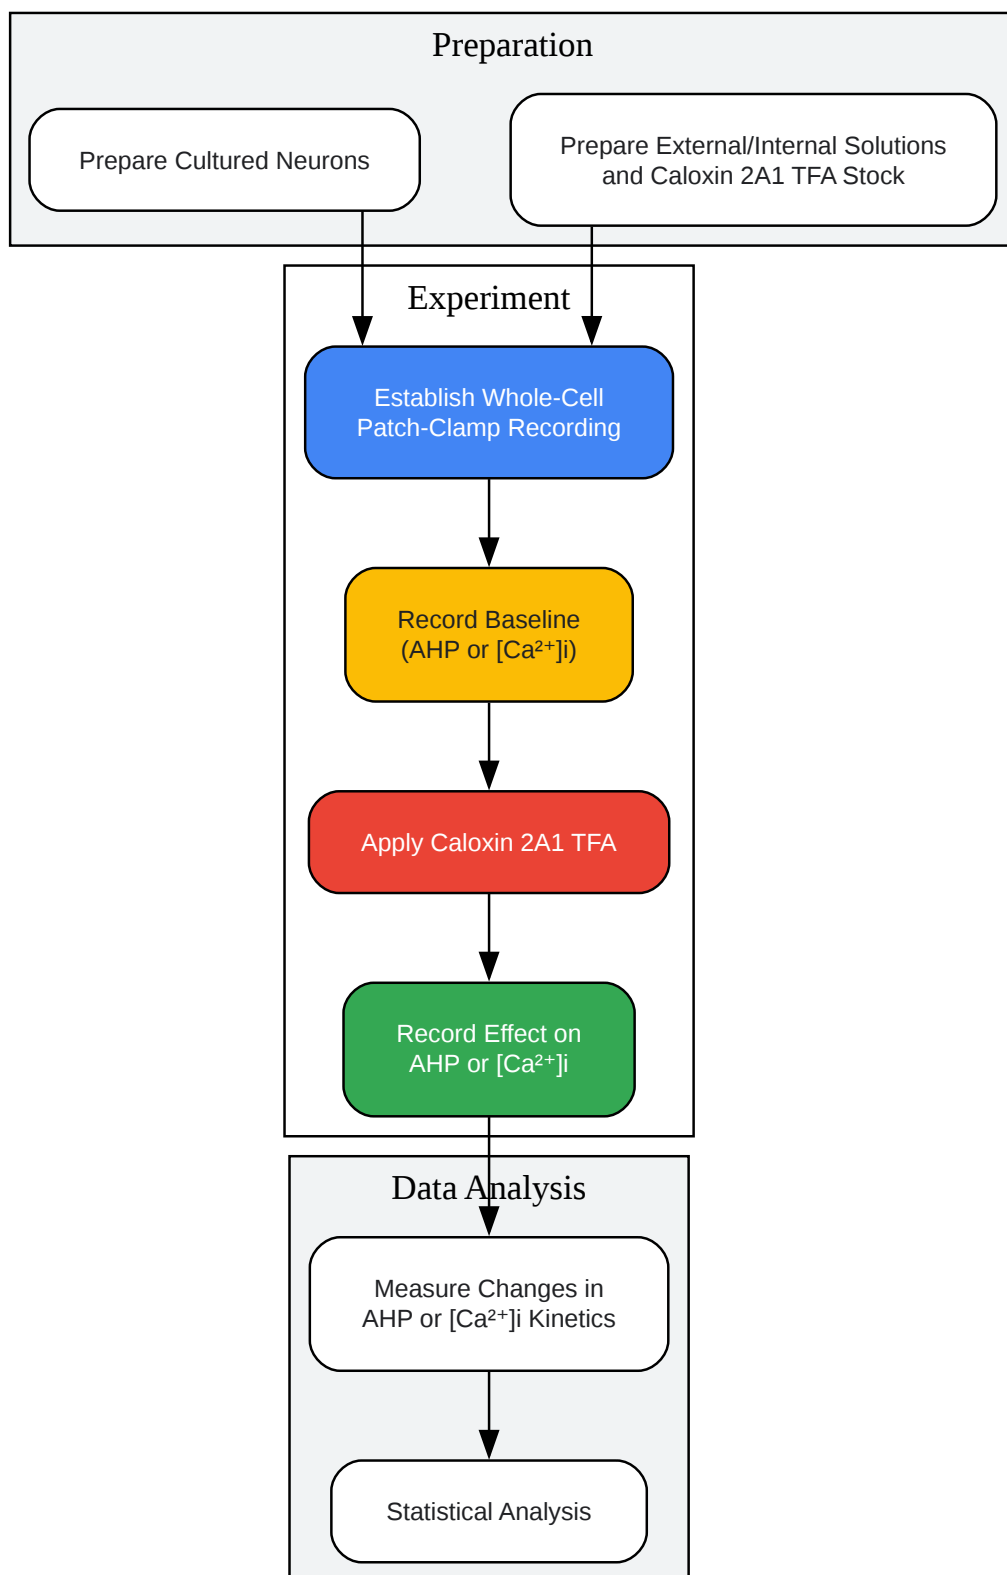 Preparation
Prepare Cultured Neurons
Prepare External/Internal Solutions
and Caloxin 2A1 TFA Stock
Experiment
Establish Whole-Cell
Patch-Clamp Recording
Record Baseline
(AHP or [Ca²⁺]i)
Apply Caloxin 2A1 TFA
Record Effect on
AHP or [Ca²⁺]i
Data Analysis
Measure Changes in
AHP or [Ca²⁺]i Kinetics
Statistical Analysis